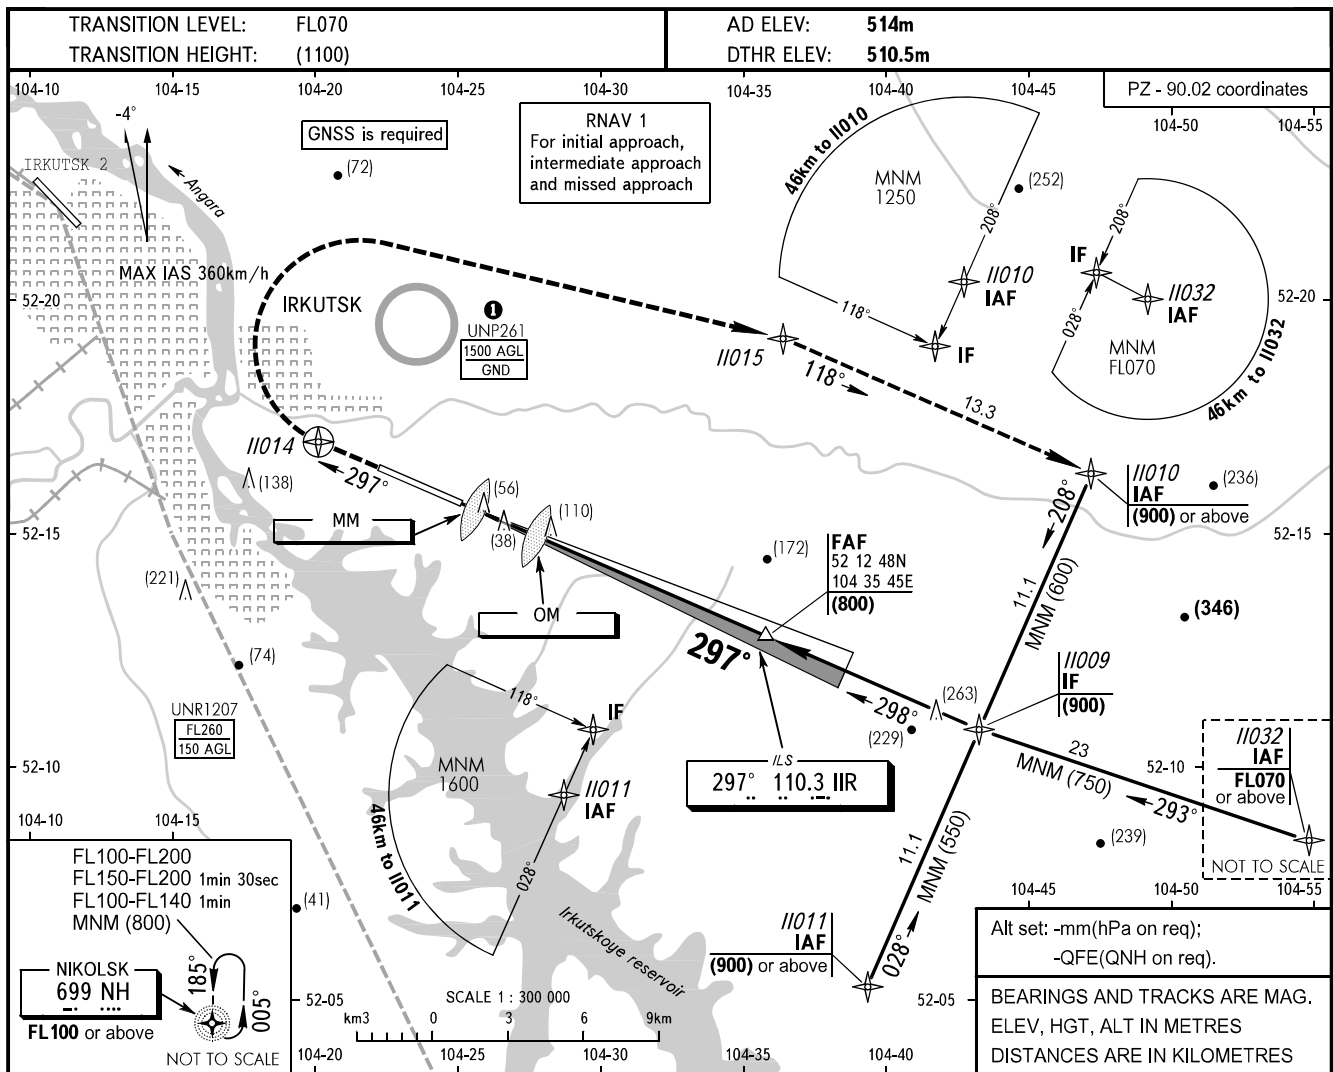 TRANSITION LEVEL: FL070
TRANSITION HEIGHT: (1100)
AD ELEV: 514m
DTHR ELEV: 510.5m
104-10
104-15
104-20
104-25
104-30
104-35
104-40
104-45
PZ - 90.02 coordinates
104-50
104-55
-4°
IRKUTSK 2
Angara
GNSS is required
(72)
RNAV 1
For initial approach,
intermediate approach
and missed approach
46km to II010
MNM
1250
208°
(252)
118°
II010
IAF
IF
208°
IF
II032
IAF
028°
MNM
FL070
46km to II032
MAX IAS 360km/h
52-20
52-20
IRKUTSK
1
UNP261
1500 AGL
GND
II015
118°
13.3
II014
297°
(138)
(56)
MM
(38)
(110)
OM
(172)
FAF
52 12 48N
104 35 45E
(800)
II010
IAF
(900) or above
(236)
208°
52-15
52-15
11.1
MNM (600)
(346)
(221)
(74)
297°
II009
IF
(900)
(263)
298°
(229)
UNR1207
FL260
150 AGL
118°
IF
MNM
1600
II011
IAF
46km to II011
028°
ILS
297° 110.3 IIR
23
MNM (750)
293°
II032
IAF
FL070
or above
NOT TO SCALE
52-10
52-10
(239)
11.1
MNM (550)
028°
II011
IAF
(900) or above
104-10
104-15
104-45
104-50
104-55
FL100-FL200
FL150-FL200 1min 30sec
FL100-FL140 1min
MNM (800)
(41)
NIKOLSK
699 NH
FL100 or above
185°
005°
NOT TO SCALE
Irkutskoye reservoir
52-05
52-05
SCALE 1 : 300 000
km3 0 3 6 9km
104-20
104-25
104-30
104-35
104-40
Alt set: -mm(hPa on req);
-QFE(QNH on req).
BEARINGS AND TRACKS ARE MAG.
ELEV, HGT, ALT IN METRES
DISTANCES ARE IN KILOMETRES